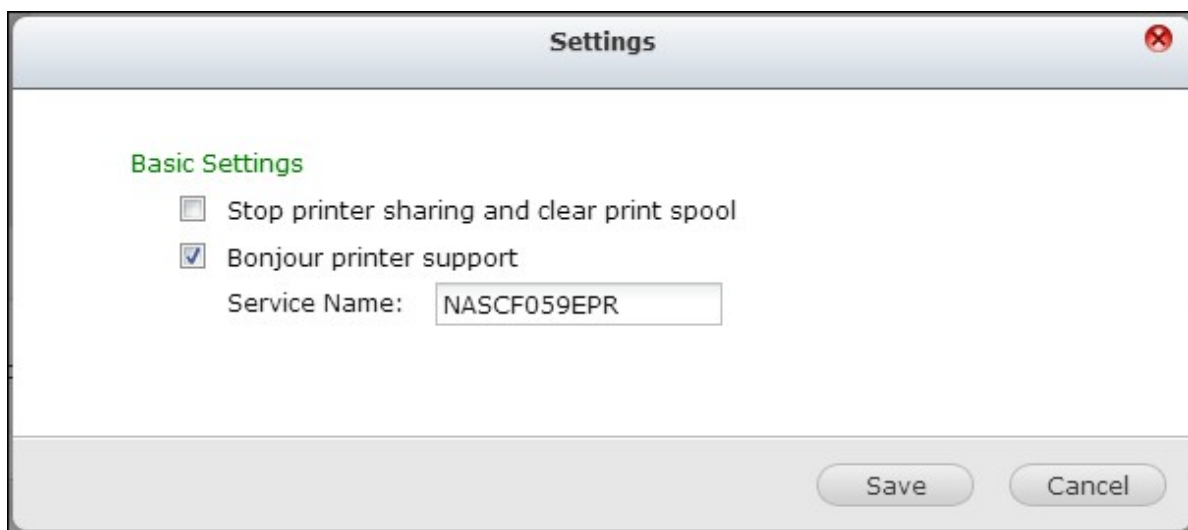 Settings
Basic Settings
Stop printer sharing and clear print spool
Bonjour printer support
Service Name: NASCF059EPR
Save Cancel